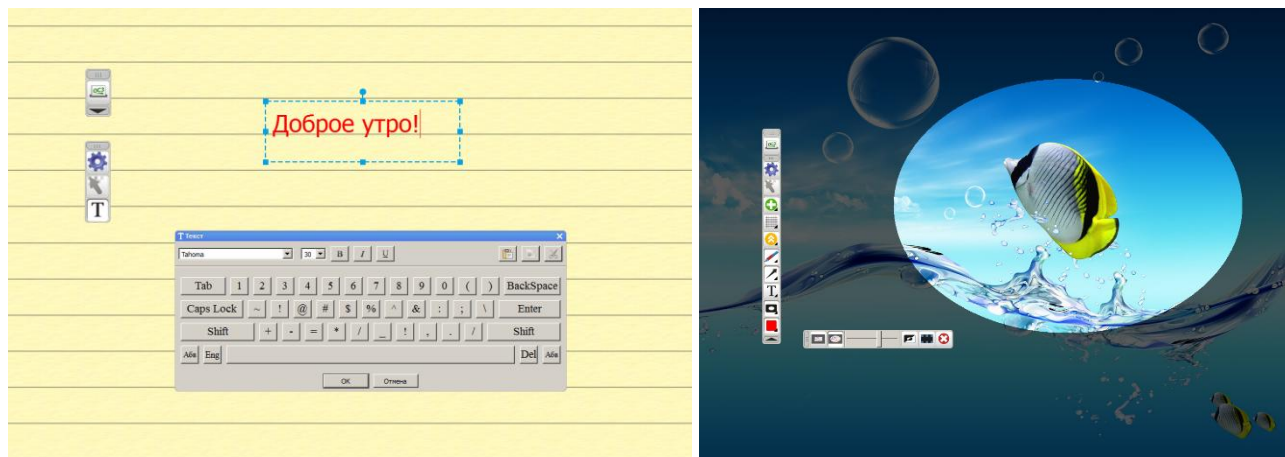 Доброе утро!
T Текст
Tahoma 30 B I U
Tab 1 2 3 4 5 6 7 8 9 0 ( ) BackSpace
Caps Lock ~ ! @ # $ % ^ & : ; \ Enter
Shift + - = * / _ ! , . / Shift
Абв Eng Del Абв
OK Отмена
T
T